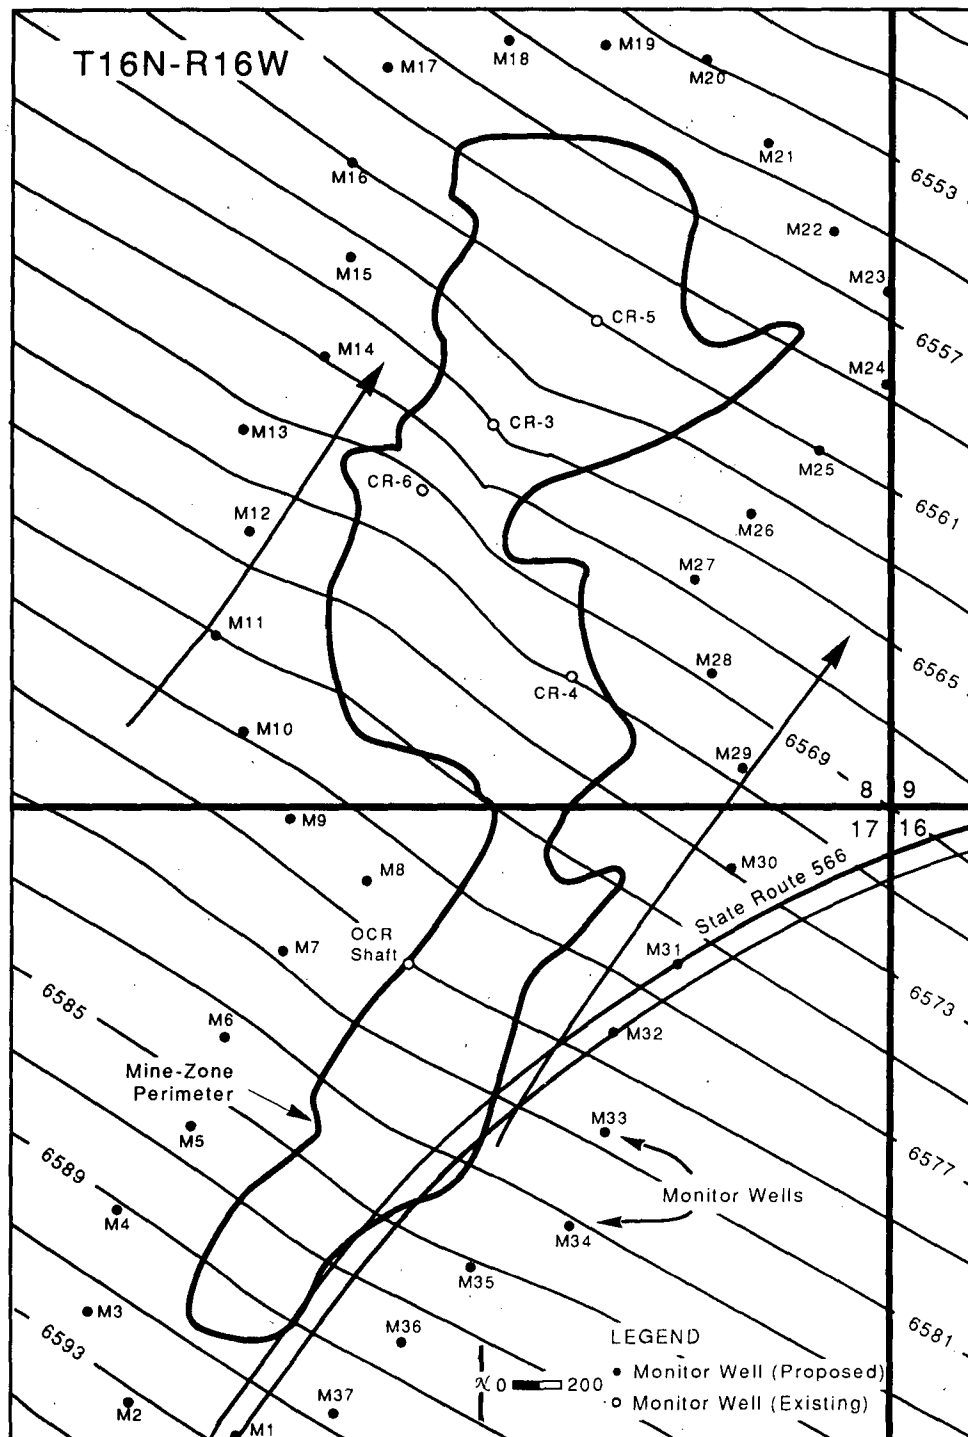 T16N-R16W
M17
M18
M19
M20
M21
M16
6553
M22
M15
M23
CR-5
6557
M14
M24
CR-3
M13
M25
CR-6
6561
M12
M26
M27
M11
M28
6565
CR-4
M10
6569
M29
8 9
M9
17 16
M8
M30
State Route 566
OCR
Shaft
M7
M31
6585
6573
M6
M32
Mine-Zone
Perimeter
M5
M33
6589
6577
Monitor Wells
M4
M34
M35
M3
6593
M36
LEGEND
6581
Monitor Well (Proposed)
N 0 200
Monitor Well (Existing)
M2
M37
M1